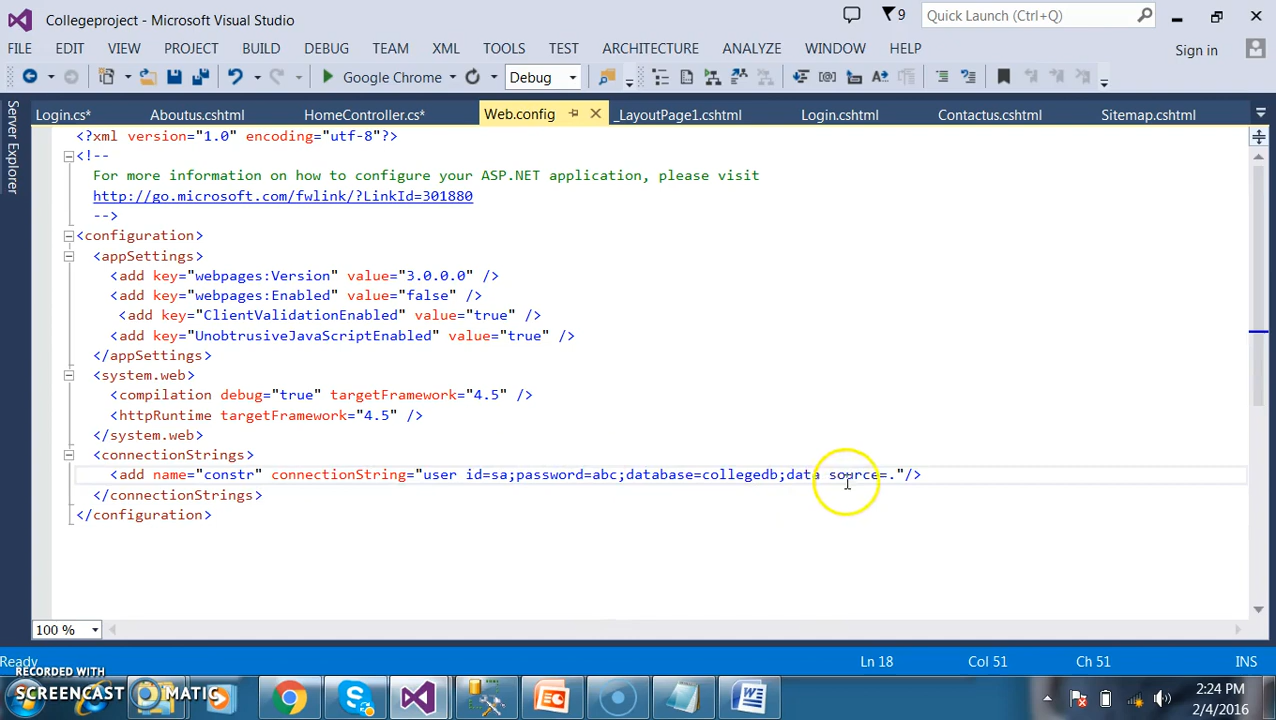 Collegeproject - Microsoft Visual Studio
9
Quick Launch (Ctrl+Q)
FILE EDIT VIEW PROJECT BUILD DEBUG TEAM XML TOOLS TEST ARCHITECTURE ANALYZE WINDOW HELP
Sign in
Google Chrome Debug
Server Explorer
Login.cs* Aboutus.cshtml HomeController.cs* Web.config _LayoutPage1.cshtml Login.cshtml Contactus.cshtml Sitemap.cshtml
<?xml version="1.0" encoding="utf-8"?>
<!--
For more information on how to configure your ASP.NET application, please visit
http://go.microsoft.com/fwlink/?LinkId=301880
-->
<configuration>
<appSettings>
<add key="webpages:Version" value="3.0.0.0" />
<add key="webpages:Enabled" value="false" />
<add key="ClientValidationEnabled" value="true" />
<add key="UnobtrusiveJavaScriptEnabled" value="true" />
</appSettings>
<system.web>
<compilation debug="true" targetFramework="4.5" />
<httpRuntime targetFramework="4.5" />
</system.web>
<connectionStrings>
<add name="constr" connectionString="user id=sa;password=abc;database=collegedb;data source=."/>
</connectionStrings>
</configuration>
100 %
Ready Ln 18 Col 51 Ch 51 INS
RECORDED WITH
SCREENCAST MATIC
2:24 PM
2/4/2016